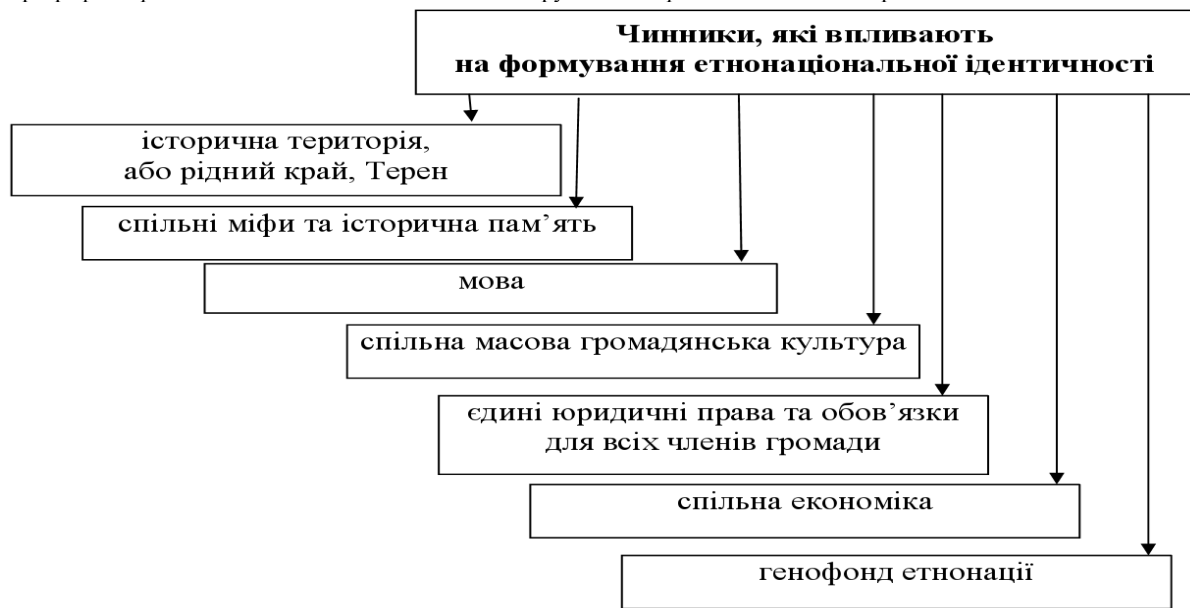 Чинники, які впливають
на формування етнонаціональної ідентичності
історична територія,
або рідний край, Терен
спільні міфи та історична пам’ять
мова
спільна масова громадянська культура
єдині юридичні права та обов’язки
для всіх членів громади
спільна економіка
генофонд етнонації